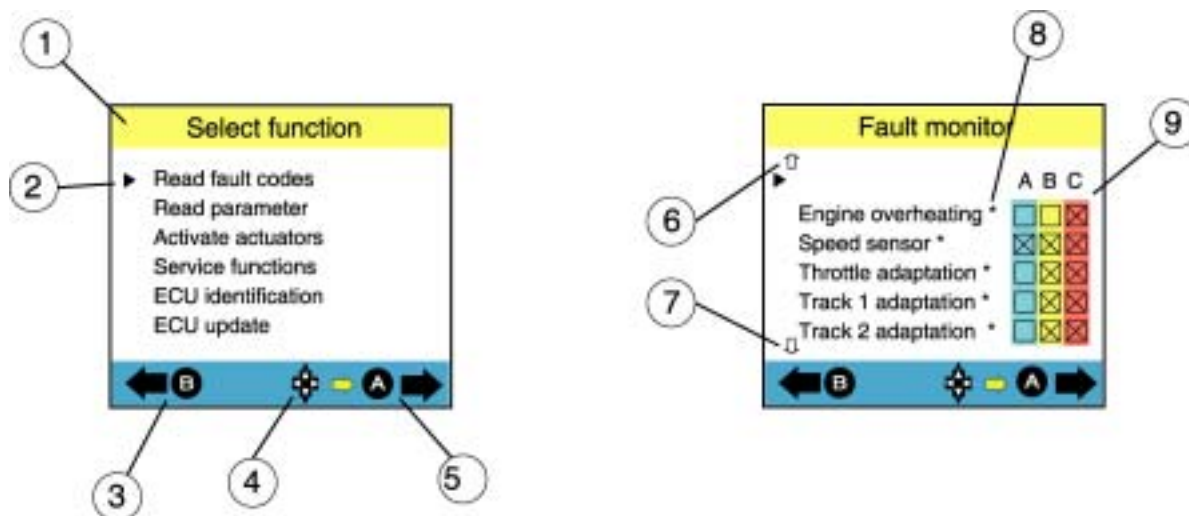 1
Select function
2
Read fault codes
Read parameter
Activate actuators
Service functions
ECU identification
ECU update
B
A
3
4
5
8
Fault monitor
9
6
A B C
Engine overheating *
Speed sensor *
Throttle adaptation *
Track 1 adaptation *
Track 2 adaptation *
7
B
A